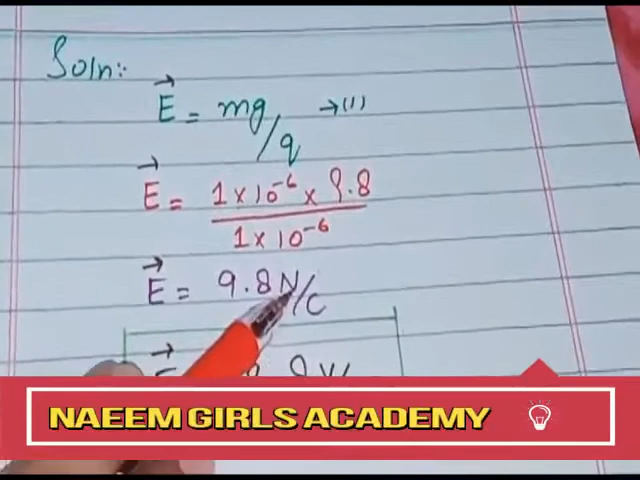 Soln:
E⃗ = mg/q →(1)
E⃗ = 1×10⁻⁶ × 9.8 / 1×10⁻⁶
E⃗ = 9.8 N/C
NAEEM GIRLS ACADEMY